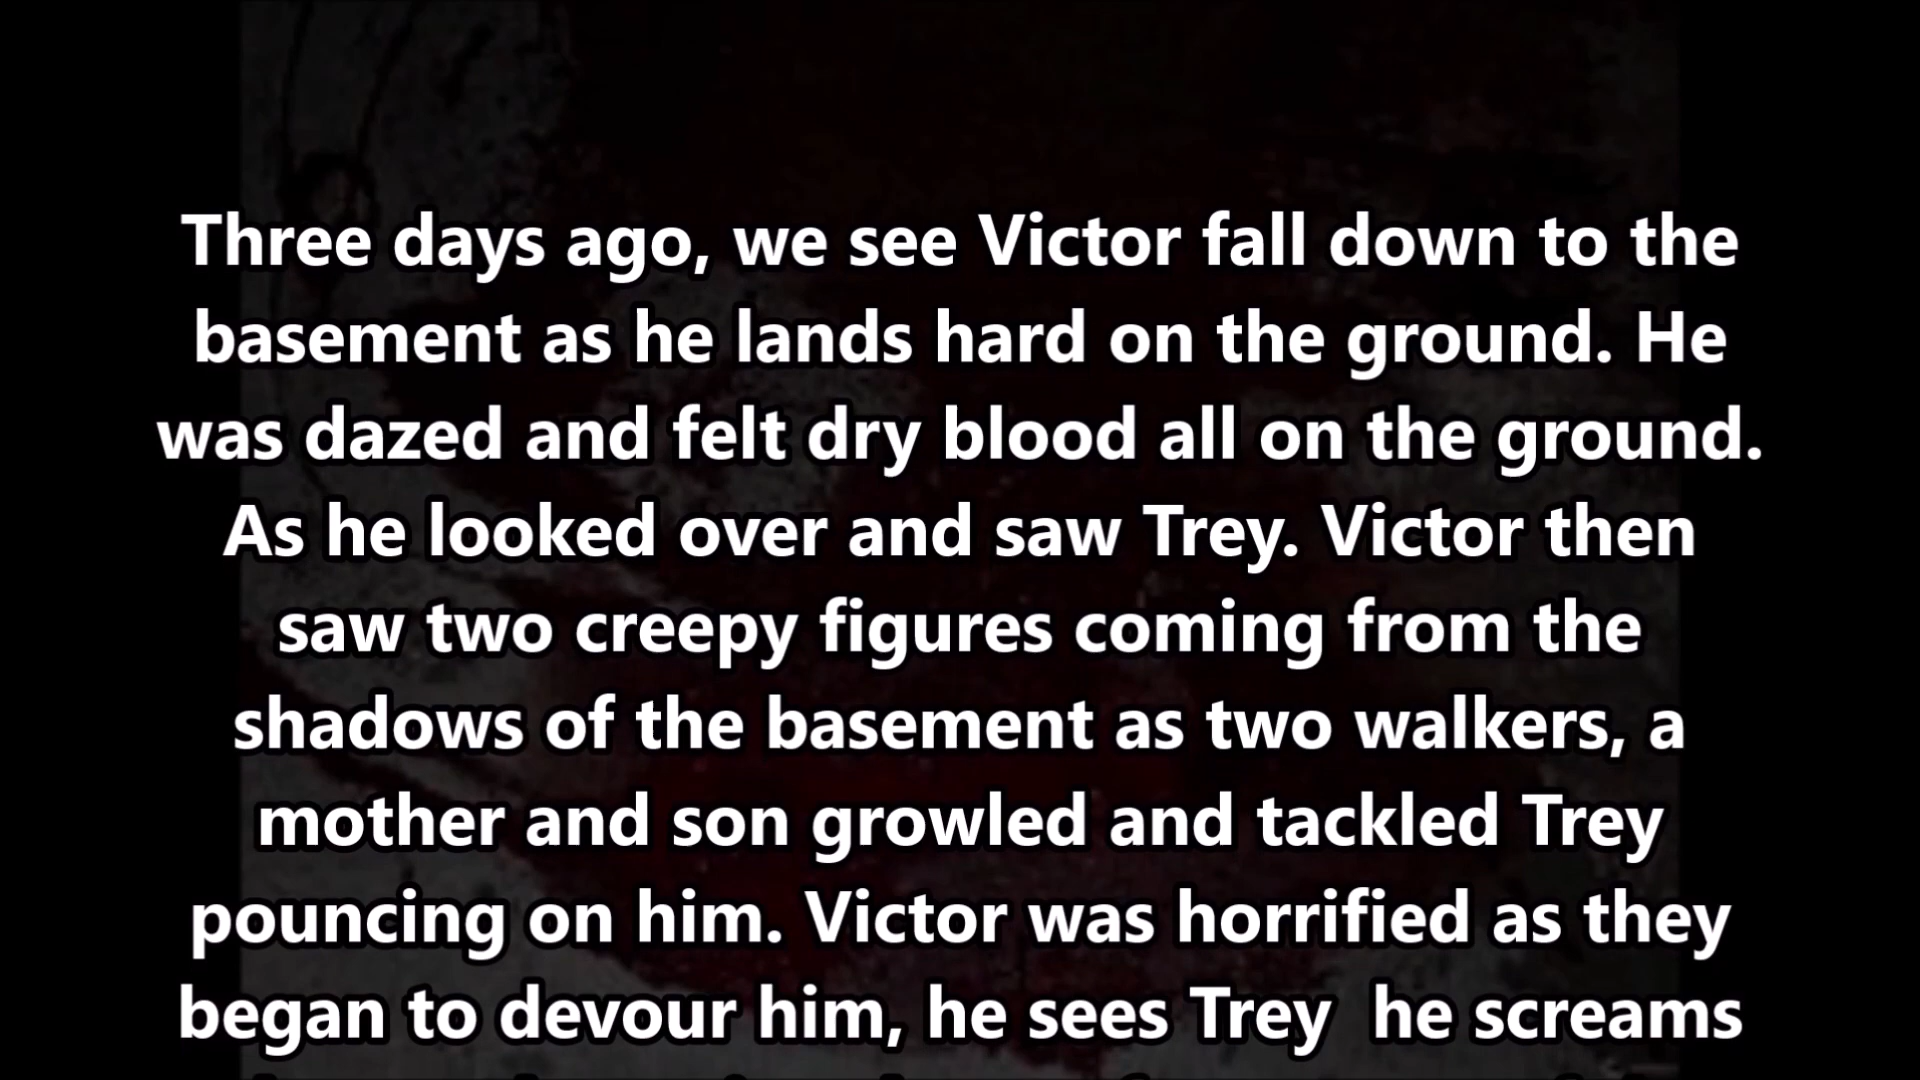 Three days ago, we see Victor fall down to the
basement as he lands hard on the ground. He
was dazed and felt dry blood all on the ground.
As he looked over and saw Trey. Victor then
saw two creepy figures coming from the
shadows of the basement as two walkers, a
mother and son growled and tackled Trey
pouncing on him. Victor was horrified as they
began to devour him, he sees Trey  he screams